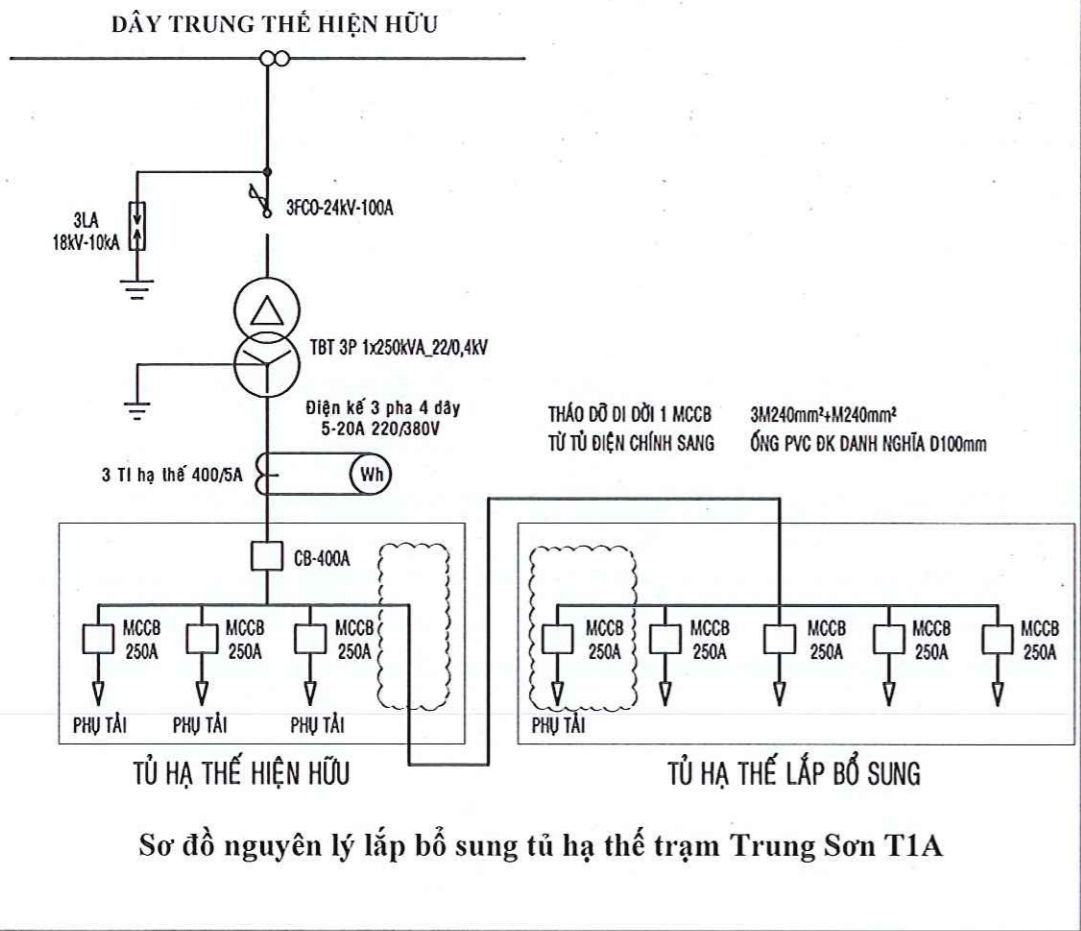 DÂY TRUNG THẾ HIỆN HỮU
3FCO-24kV-100A
3LA
18kV-10kA
TBT 3P 1x250kVA_22/0,4kV
Điện kế 3 pha 4 dây
5-20A 220/380V
THÁO DỠ DI DỜI 1 MCCB
TỪ TỦ ĐIỆN CHÍNH SANG
3M240mm²+M240mm²
ỐNG PVC ĐK DANH NGHĨA D100mm
3 TI hạ thế 400/5A
Wh
CB-400A
MCCB
250A
MCCB
250A
MCCB
250A
MCCB
250A
MCCB
250A
MCCB
250A
MCCB
250A
MCCB
250A
PHỤ TẢI
PHỤ TẢI
PHỤ TẢI
PHỤ TẢI
TỦ HẠ THẾ HIỆN HỮU
TỦ HẠ THẾ LẮP BỔ SUNG
Sơ đồ nguyên lý lắp bổ sung tủ hạ thế trạm Trung Sơn T1A